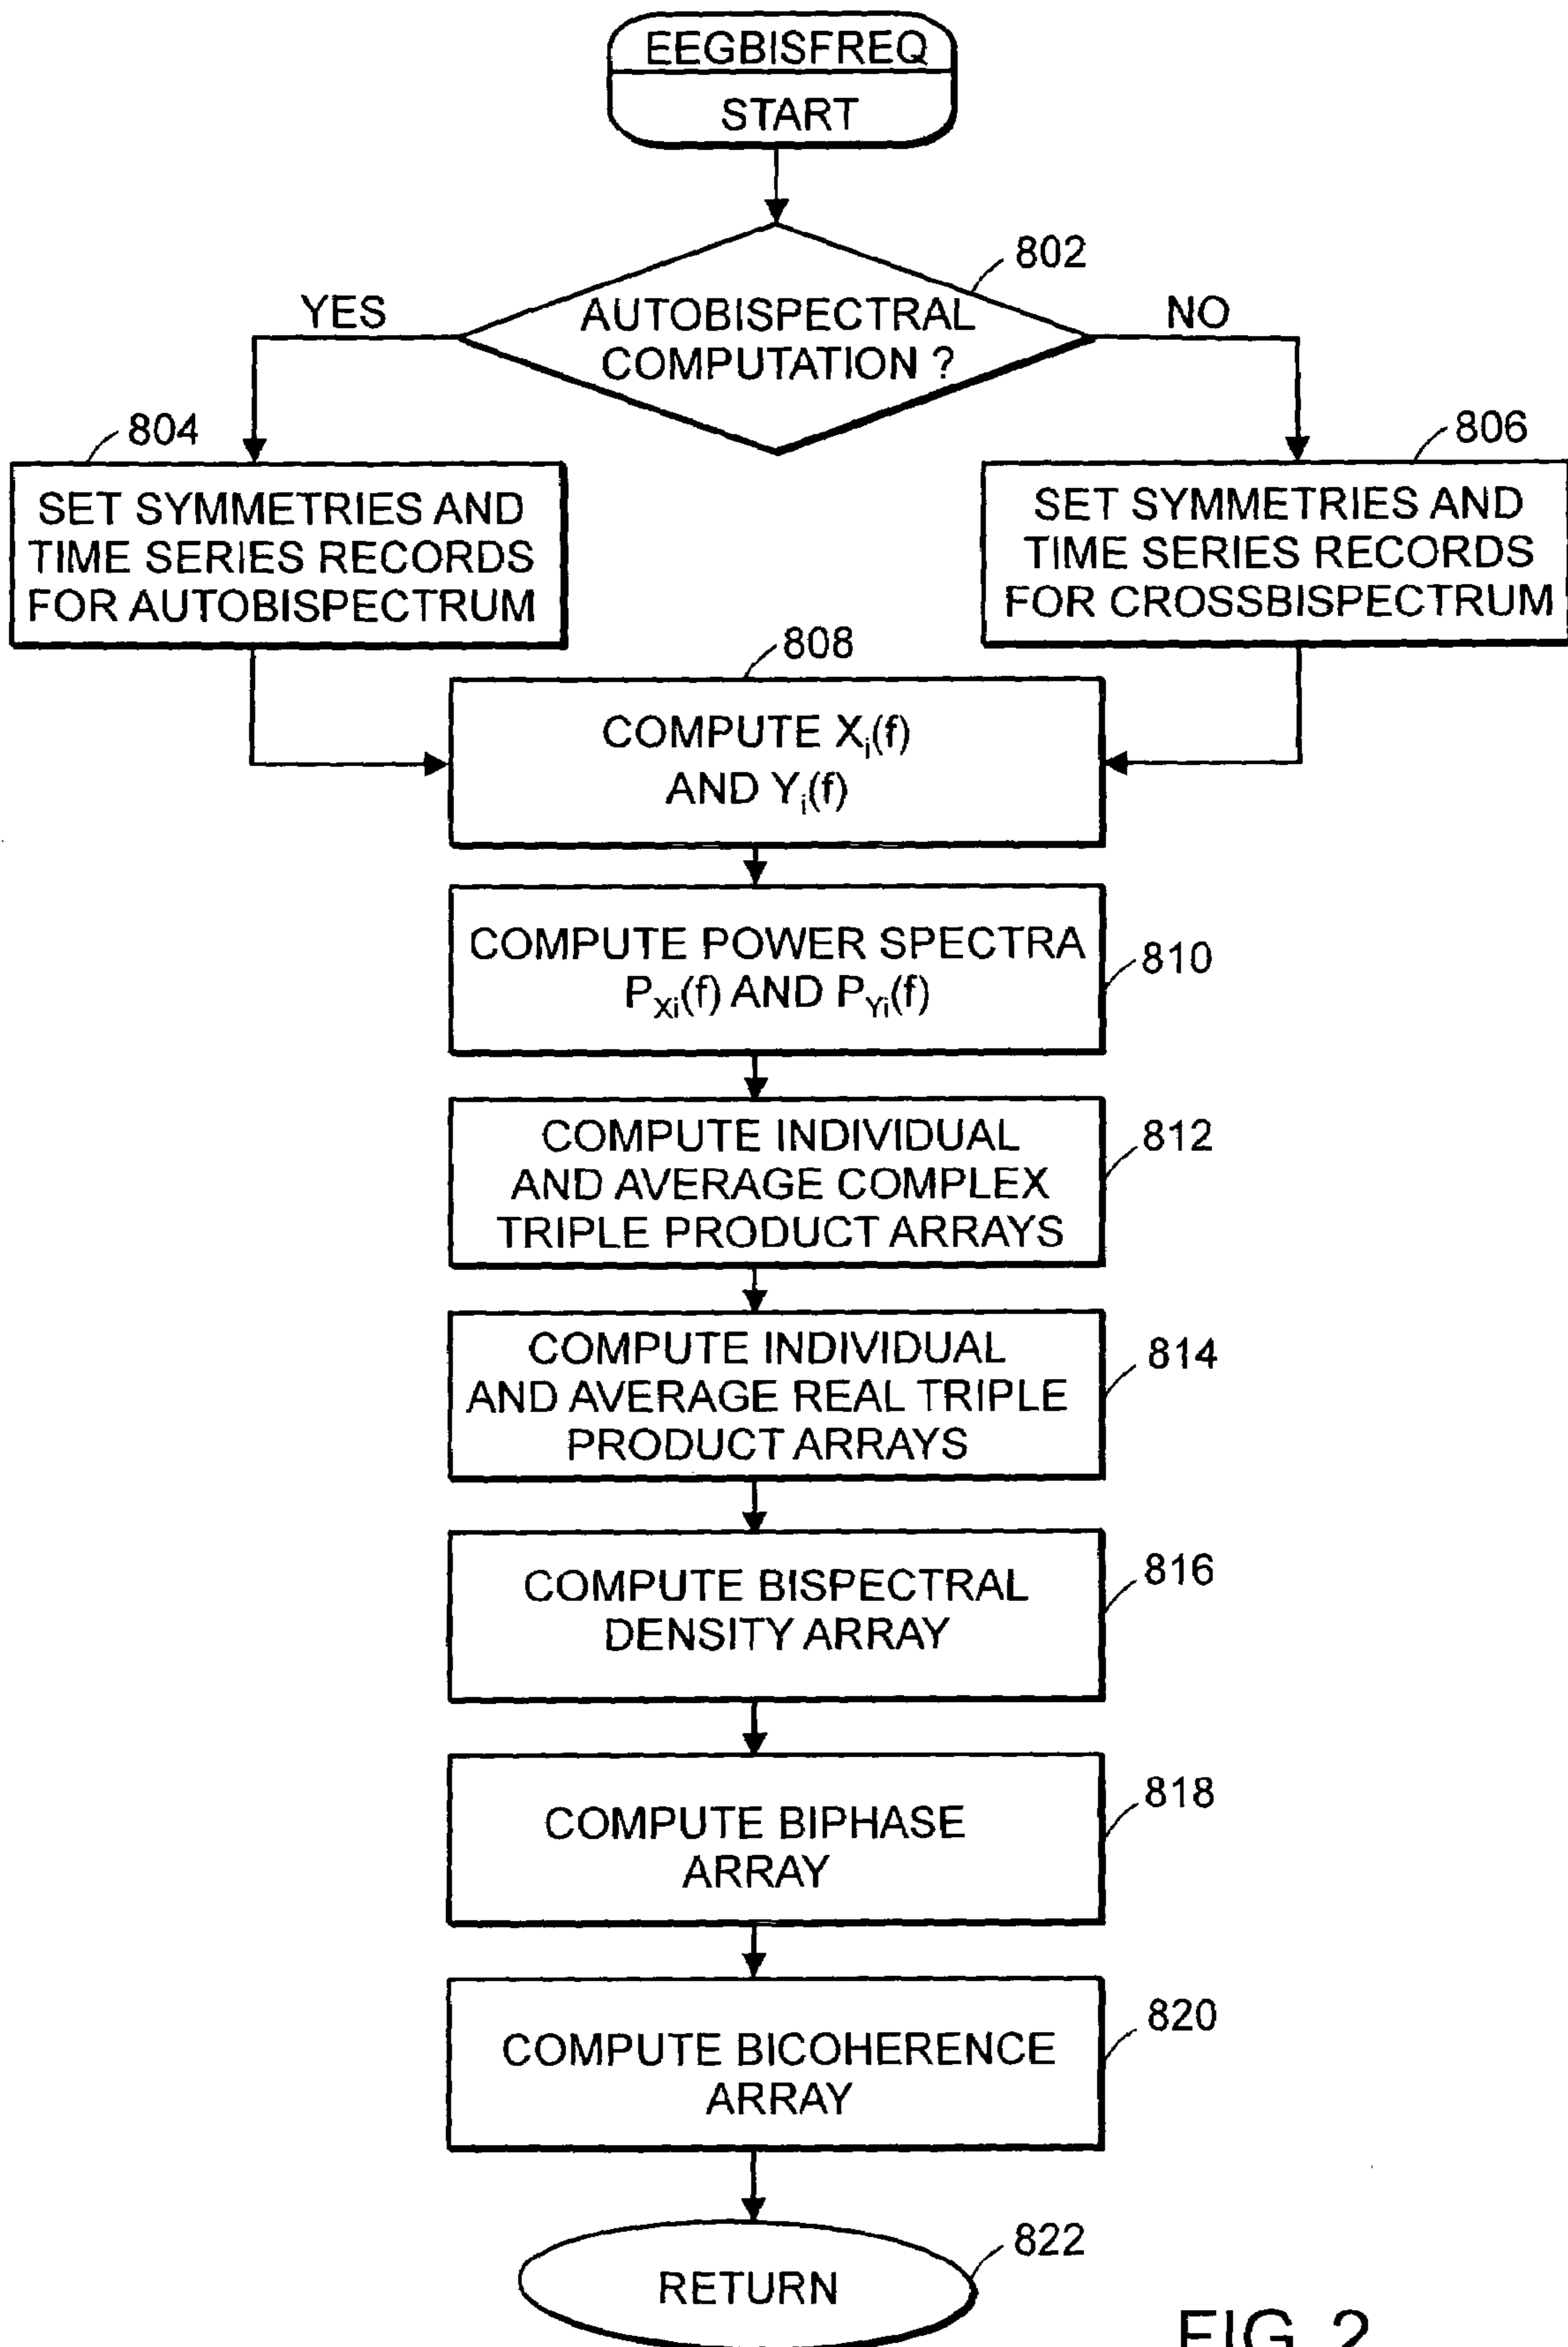 EEGBISFREQ
START
802
YES
AUTOBISPECTRAL
COMPUTATION ?
NO
804
SET SYMMETRIES AND
TIME SERIES RECORDS
FOR AUTOBISPECTRUM
806
SET SYMMETRIES AND
TIME SERIES RECORDS
FOR CROSSBISPECTRUM
808
COMPUTE Xi(f)
AND Yi(f)
COMPUTE POWER SPECTRA
PXi(f) AND PYi(f)
810
COMPUTE INDIVIDUAL
AND AVERAGE COMPLEX
TRIPLE PRODUCT ARRAYS
812
COMPUTE INDIVIDUAL
AND AVERAGE REAL TRIPLE
PRODUCT ARRAYS
814
COMPUTE BISPECTRAL
DENSITY ARRAY
816
COMPUTE BIPHASE
ARRAY
818
COMPUTE BICOHERENCE
ARRAY
820
RETURN
822
FIG. 2